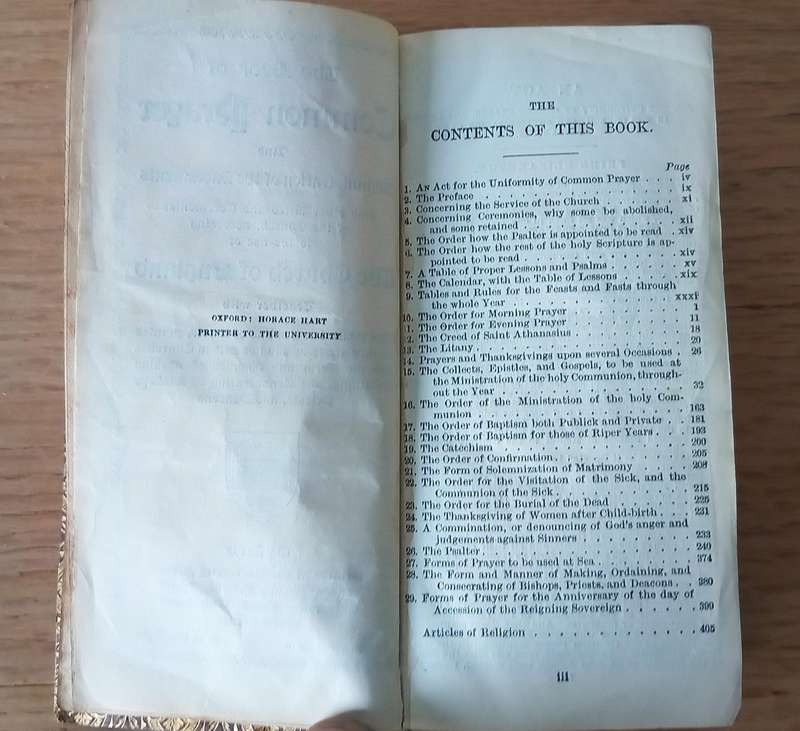 OXFORD: HORACE HART
PRINTER TO THE UNIVERSITY
THE
CONTENTS OF THIS BOOK.
Page
1. AN ACT for the Uniformity of Common Prayer . . . iv
2. The Preface . . . . . . . . . . . . ix
3. Concerning the Service of the Church . . . . . xi
4. Concerning Ceremonies, why some be abolished,
and some retained . . . . . . . . . xii
5. The Order how the Psalter is appointed to be read . xiv
6. The Order how the rest of the holy Scripture is ap-
pointed to be read . . . . . . . . . xiv
7. A Table of Proper Lessons and Psalms . . . . xv
8. The Calendar, with the Table of Lessons . . . . xix
9. Tables and Rules for the Feasts and Fasts through
the whole Year . . . . . . . . . . xxxi
10. The Order for Morning Prayer . . . . . . 1
1. The Order for Evening Prayer . . . . . . 11
2. The Creed of Saint Athanasius . . . . . . 18
13. The Litany . . . . . . . . . . . . 20
14. Prayers and Thanksgivings upon several Occasions . 26
15. The Collects, Epistles, and Gospels, to be used at
the Ministration of the holy Communion, through-
out the Year . . . . . . . . . . . 32
16. The Order of the Ministration of the holy Com-
munion . . . . . . . . . . . . . 163
17. The Order of Baptism both Publick and Private . . 181
18. The Order of Baptism for those of Riper Years . . . 193
19. The Catechism . . . . . . . . . . . 200
20. The Order of Confirmation . . . . . . . . 205
21. The Form of Solemnization of Matrimony . . . . 208
22. The Order for the Visitation of the Sick, and the
Communion of the Sick . . . . . . . . 215
23. The Order for the Burial of the Dead . . . . . 225
24. The Thanksgiving of Women after Child-birth . . . 231
25. A Commination, or denouncing of God's anger and
judgements against Sinners . . . . . . . 233
26. The Psalter . . . . . . . . . . . . 240
27. Forms of Prayer to be used at Sea . . . . . . 374
28. The Form and Manner of Making, Ordaining, and
Consecrating of Bishops, Priests, and Deacons . . 380
29. Forms of Prayer for the Anniversary of the day of
Accession of the Reigning Sovereign . . . . . . 399
Articles of Religion . . . . . . . . . . . . 405
iii